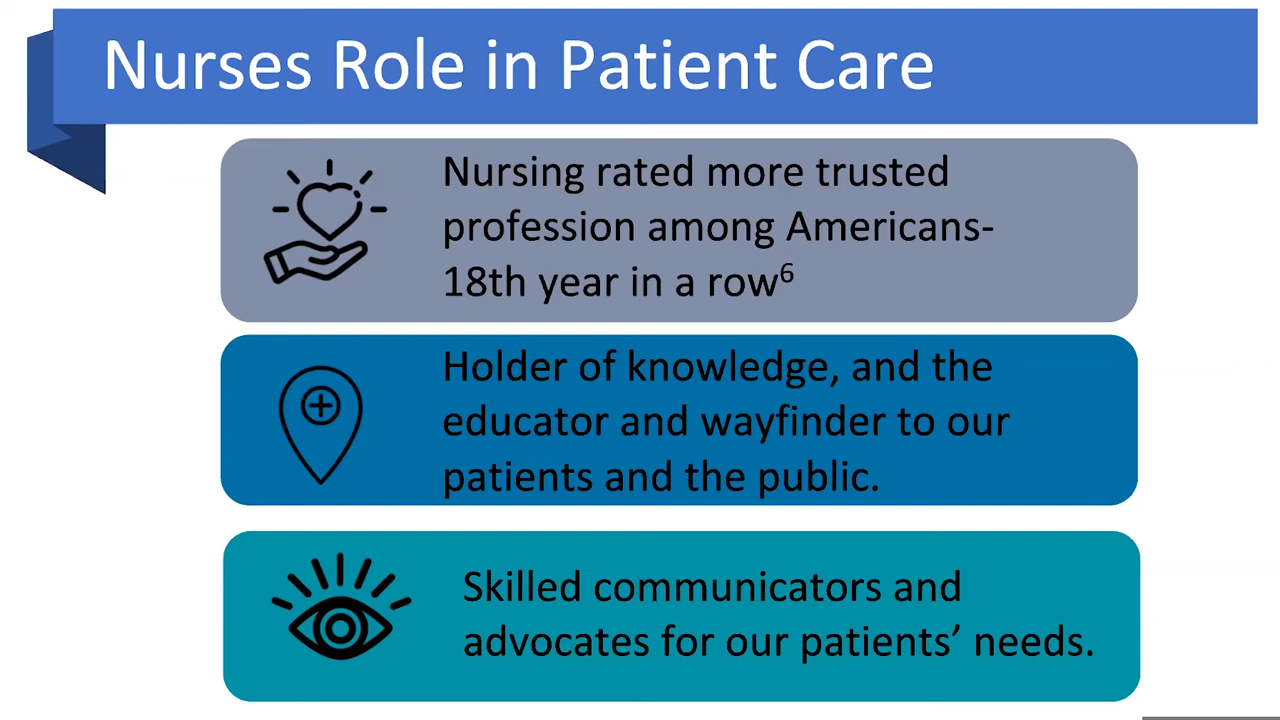 Nurses Role in Patient Care
Nursing rated more trusted
profession among Americans-
18th year in a row⁶
Holder of knowledge, and the
educator and wayfinder to our
patients and the public.
Skilled communicators and
advocates for our patients’ needs.